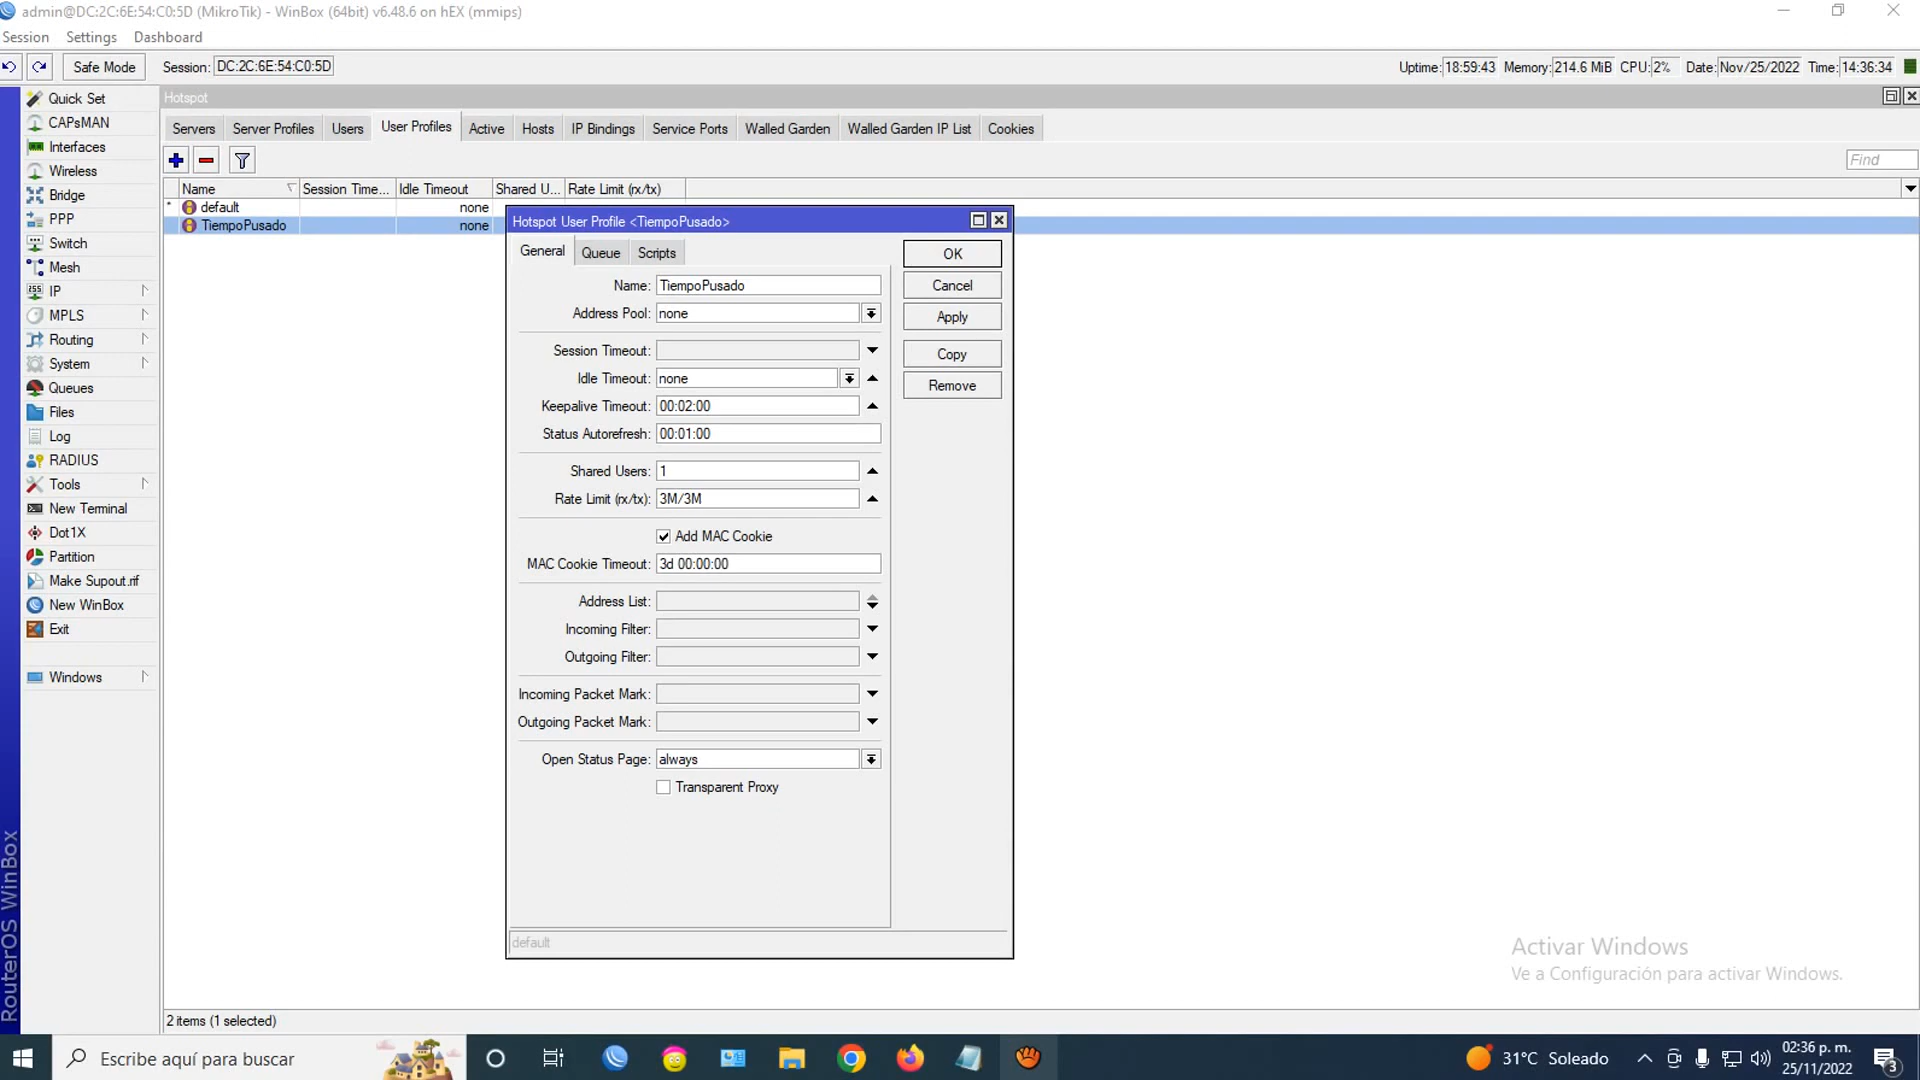 admin@DC:2C:6E:54:C0:5D (MikroTik) - WinBox (64bit) v6.48.6 on hEX (mmips)
Session Settings Dashboard
Safe Mode Session: DC:2C:6E:54:C0:5D Uptime: 18:59:43 Memory: 214.6 MiB CPU: 2% Date: Nov/25/2022 Time: 14:36:34
Quick Set
CAPsMAN
Interfaces
Wireless
Bridge
PPP
Switch
Mesh
IP
MPLS
Routing
System
Queues
Files
Log
RADIUS
Tools
New Terminal
Dot1X
Partition
Make Supout.rif
New WinBox
Exit
Windows
RouterOS WinBox
Hotspot
Servers Server Profiles Users User Profiles Active Hosts IP Bindings Service Ports Walled Garden Walled Garden IP List Cookies
Find
Name Session Time... Idle Timeout Shared U... Rate Limit (rx/tx)
* default none
TiempoPusado none
Hotspot User Profile <TiempoPusado>
General Queue Scripts
Name: TiempoPusado
Address Pool: none
Session Timeout:
Idle Timeout: none
Keepalive Timeout: 00:02:00
Status Autorefresh: 00:01:00
Shared Users: 1
Rate Limit (rx/tx): 3M/3M
Add MAC Cookie
MAC Cookie Timeout: 3d 00:00:00
Address List:
Incoming Filter:
Outgoing Filter:
Incoming Packet Mark:
Outgoing Packet Mark:
Open Status Page: always
Transparent Proxy
OK
Cancel
Apply
Copy
Remove
default
Activar Windows
Ve a Configuración para activar Windows.
2 items (1 selected)
Escribe aquí para buscar
31°C Soleado
02:36 p. m.
25/11/2022
3